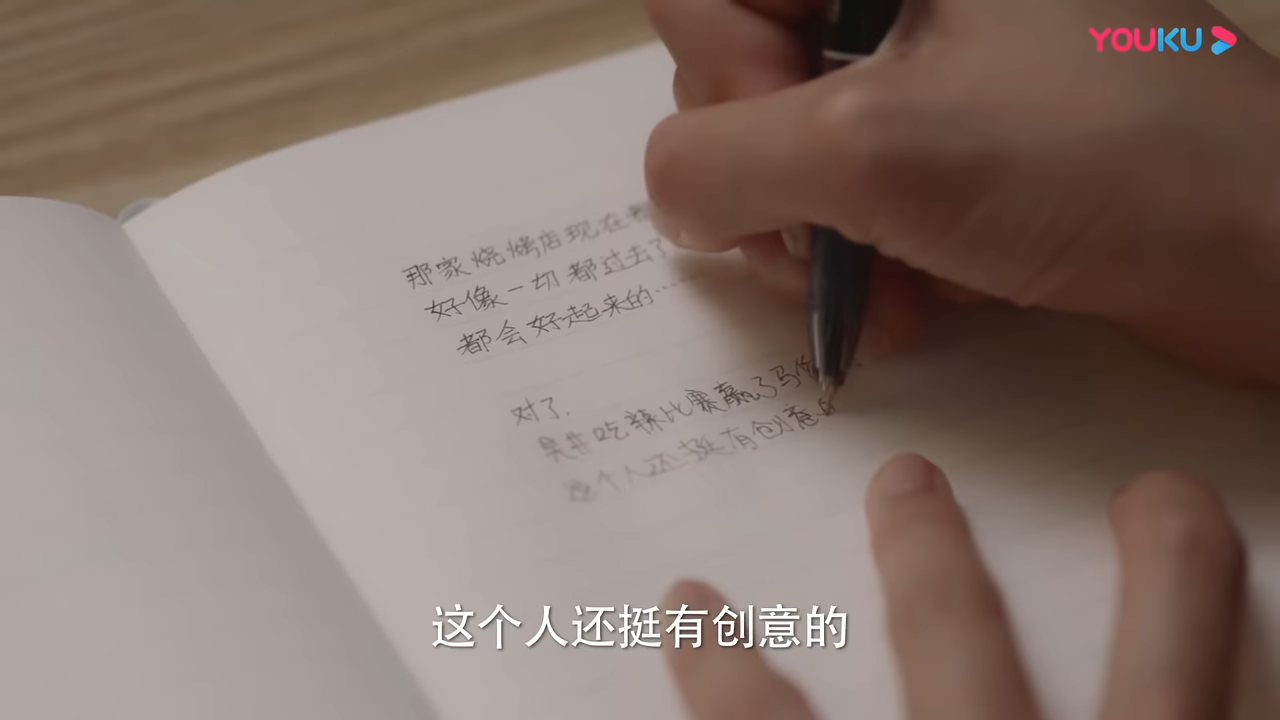 YOUKU
那家烧烤店现在
好像一切都过去了
都会好起来的……
对了.
昊 吃辣比赛赢了马
这个人还挺有创意的
这个人还挺有创意的